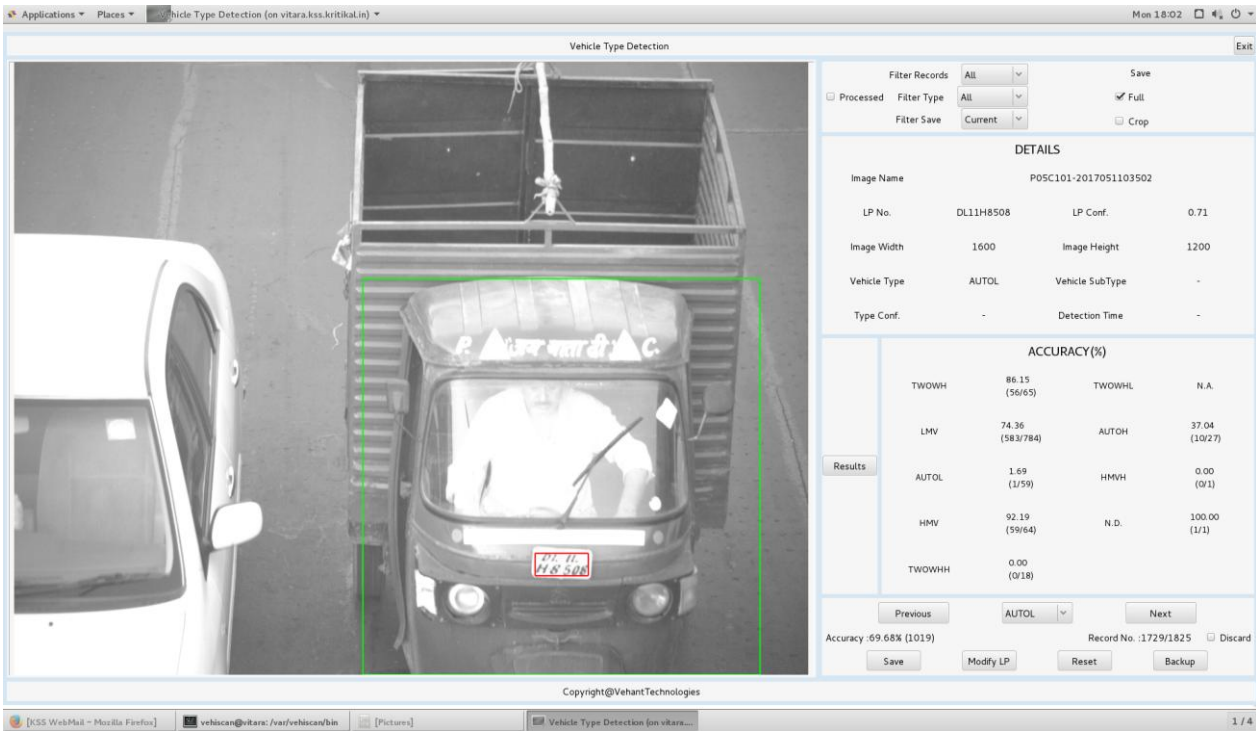 Applications Places Vehicle Type Detection (on vitara.kss.kritikal.in) Mon 18:02
Vehicle Type Detection Exit
P. जय माता दी C.
DL 1L
H 8508
Filter Records All Save
Processed Filter Type All Full
Filter Save Current Crop
DETAILS
Image Name P05C101-2017051103502
LP No. DL11H8508 LP Conf. 0.71
Image Width 1600 Image Height 1200
Vehicle Type AUTOL Vehicle SubType -
Type Conf. - Detection Time -
ACCURACY(%)
TWOWH 86.15 (56/65) TWOWHL N.A.
LMV 74.36 (583/784) AUTOH 37.04 (10/27)
Results
AUTOL 1.69 (1/59) HMVH 0.00 (0/1)
HMV 92.19 (59/64) N.D. 100.00 (1/1)
TWOWHH 0.00 (0/18)
Previous AUTOL Next
Accuracy :69.68% (1019) Record No. :1729/1825 Discard
Save Modify LP Reset Backup
Copyright@VehantTechnologies
[KSS WebMail - Mozilla Firefox] vehiscan@vitara:/var/vehiscan/bin [Pictures] Vehicle Type Detection (on vitara.... 1 / 4